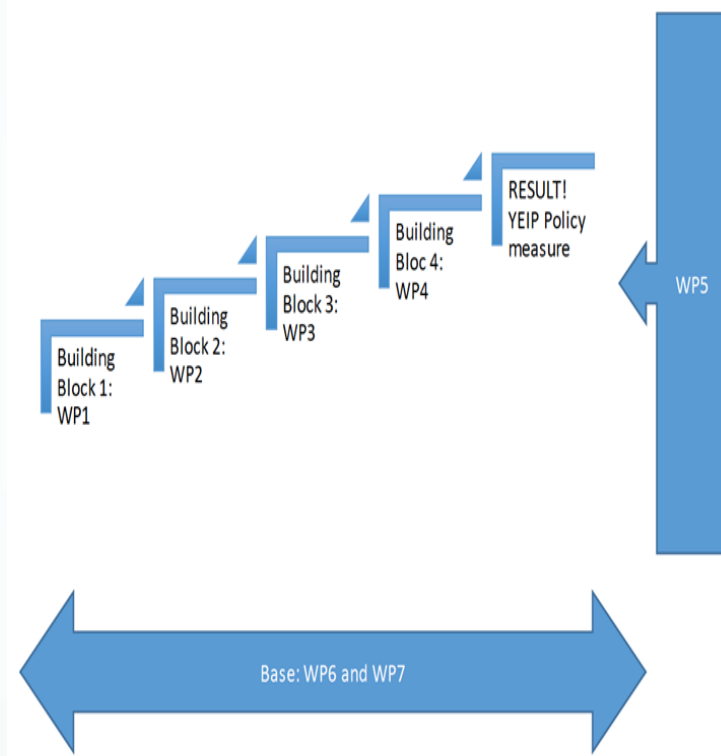 Building
Block 1:
WP1
Building
Block 2:
WP2
Building
Block 3:
WP3
Building
Bloc 4:
WP4
RESULT!
YEIP Policy
measure
WP5
Base: WP6 and WP7